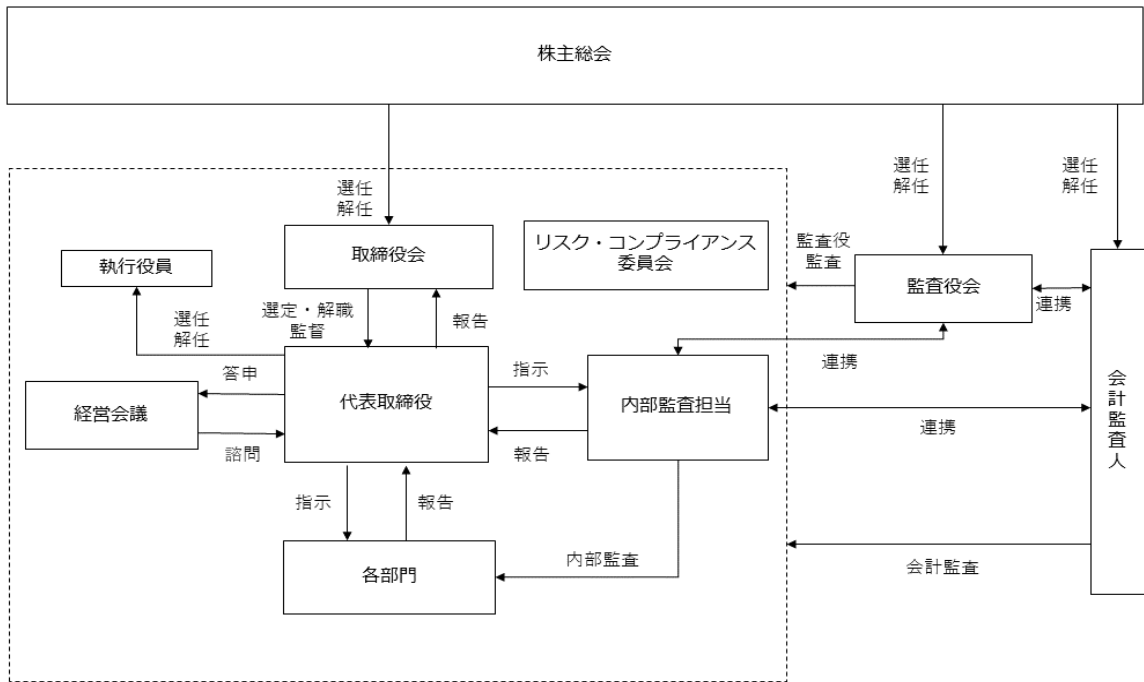 株主総会
選任
解任
選任
解任
選任
解任
取締役会
リスク・コンプライアンス
委員会
監査役
監査
監査役会
連携
執行役員
選任
解任
選定・解職
監督
報告
連携
答申
代表取締役
指示
内部監査担当
会計監査人
経営会議
諮問
報告
連携
指示
報告
各部門
内部監査
会計監査